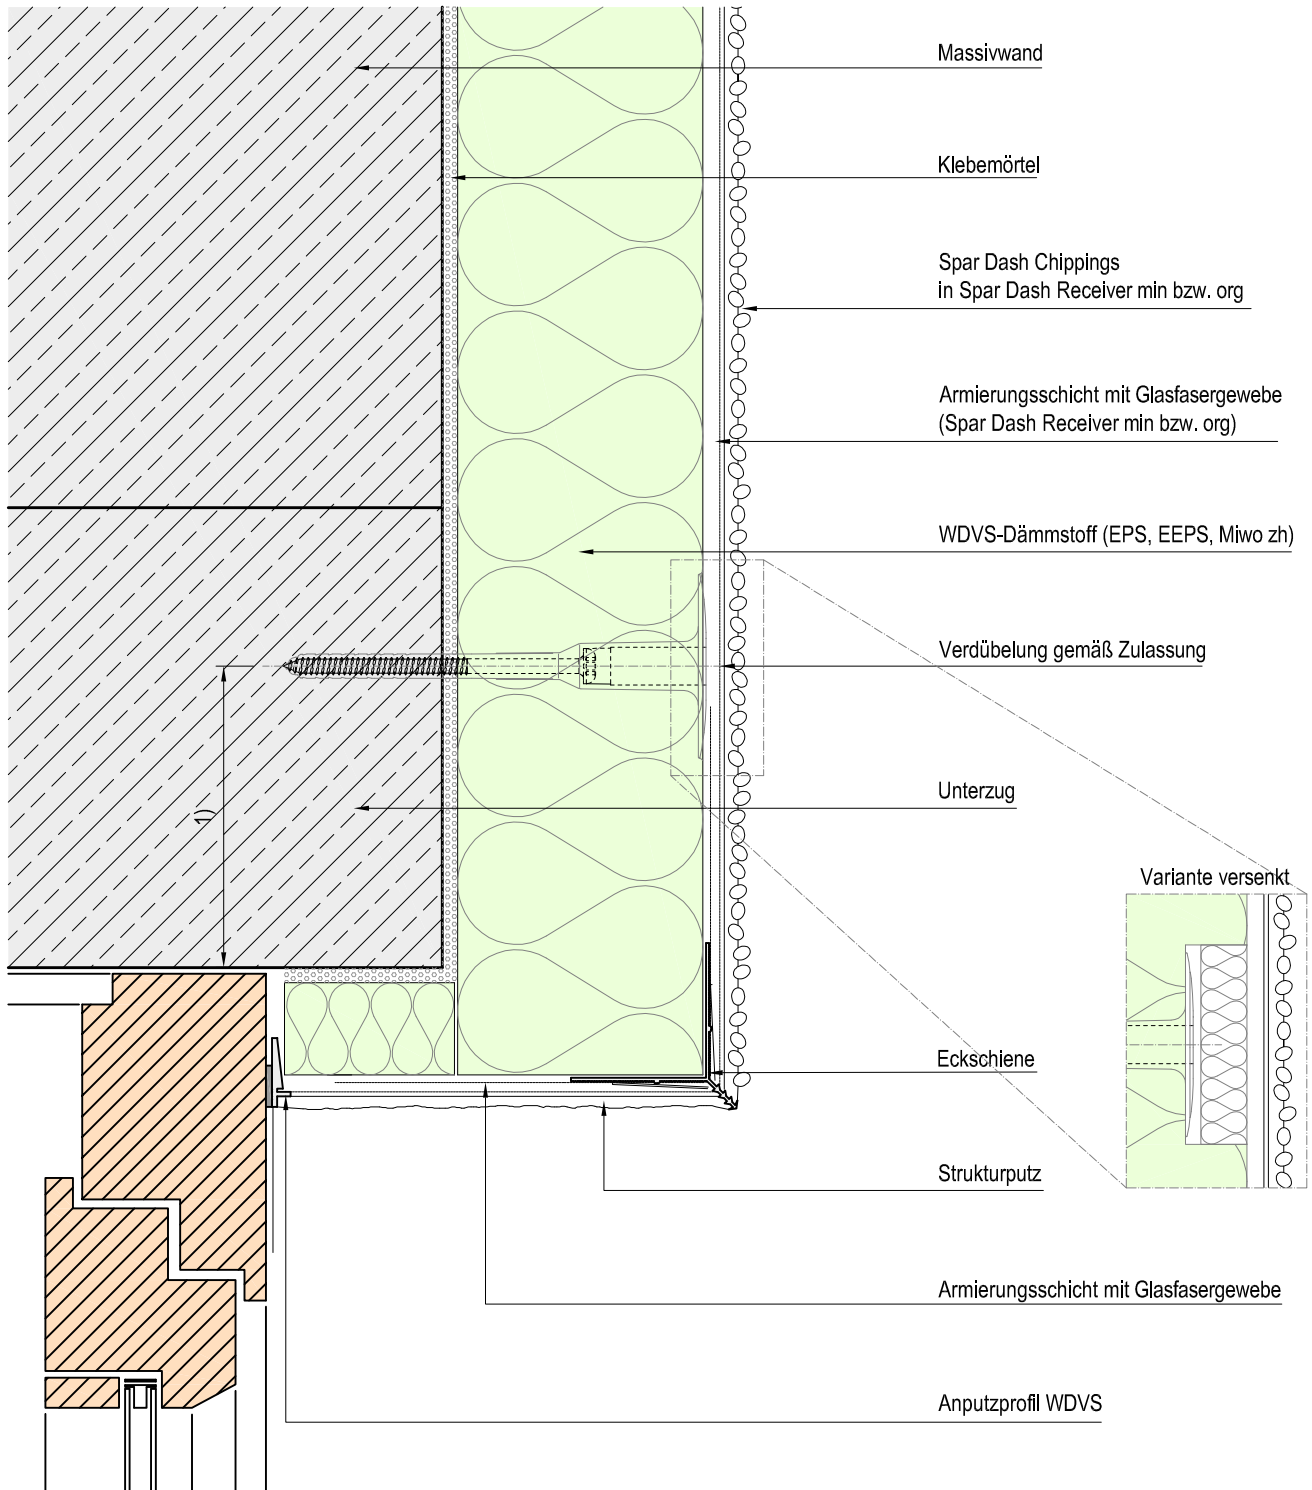 Massivwand
Klebemörtel
Spar Dash Chippings
in Spar Dash Receiver min bzw. org
Armierungsschicht mit Glasfasergewebe
(Spar Dash Receiver min bzw. org)
WDVS-Dämmstoff (EPS, EEPS, Miwo zh)
Verdübelung gemäß Zulassung
Unterzug
1)
Variante versenkt
Eckschiene
Strukturputz
Armierungsschicht mit Glasfasergewebe
Anputzprofil WDVS